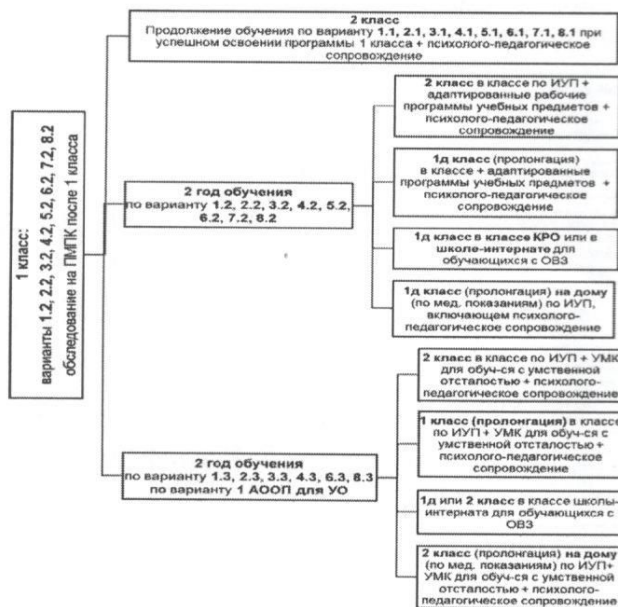 2 класс
Продолжение обучения по варианту 1.1, 2.1, 3.1, 4.1, 5.1, 6.1, 7.1, 8.1 при
успешном освоении программы 1 класса + психолого-педагогическое
сопровождение
1 класс:
варианты 1.2, 2.2, 3.2, 4.2, 5.2, 6.2, 7.2, 8.2
обследование на ПМПК после 1 класса
2 год обучения
по варианту 1.2, 2.2, 3.2, 4.2, 5.2,
6.2, 7.2, 8.2
2 класс в классе по ИУП +
адаптированные рабочие
программы учебных предметов +
психолого-педагогическое
сопровождение
1д класс (пролонгация)
в классе + адаптированные
программы учебных предметов +
психолого-педагогическое
сопровождение
1д класс в классе КРО или в
школе-интернате для
обучающихся с ОВЗ
1д класс (пролонгация) на дому
(по мед. показаниям) по ИУП,
включающем психолого-
педагогическое сопровождение
2 год обучения
по варианту 1.3, 2.3, 3.3, 4.3, 6.3, 8.3
по варианту 1 АООП для УО
2 класс в классе по ИУП + УМК
для обуч-ся с умственной
отсталостью + психолого-
педагогическое сопровождение
1 класс (пролонгация) в классе
по ИУП + УМК для обуч-ся с
умственной отсталостью +
психолого-педагогическое
сопровождение
1д или 2 класс в классе школы-
интерната для обучающихся с
ОВЗ
2 класс (пролонгация) на дому
(по мед. показаниям) по ИУП+
УМК для обуч-ся с умственной
отсталостью + психолого-
педагогическое сопровождение